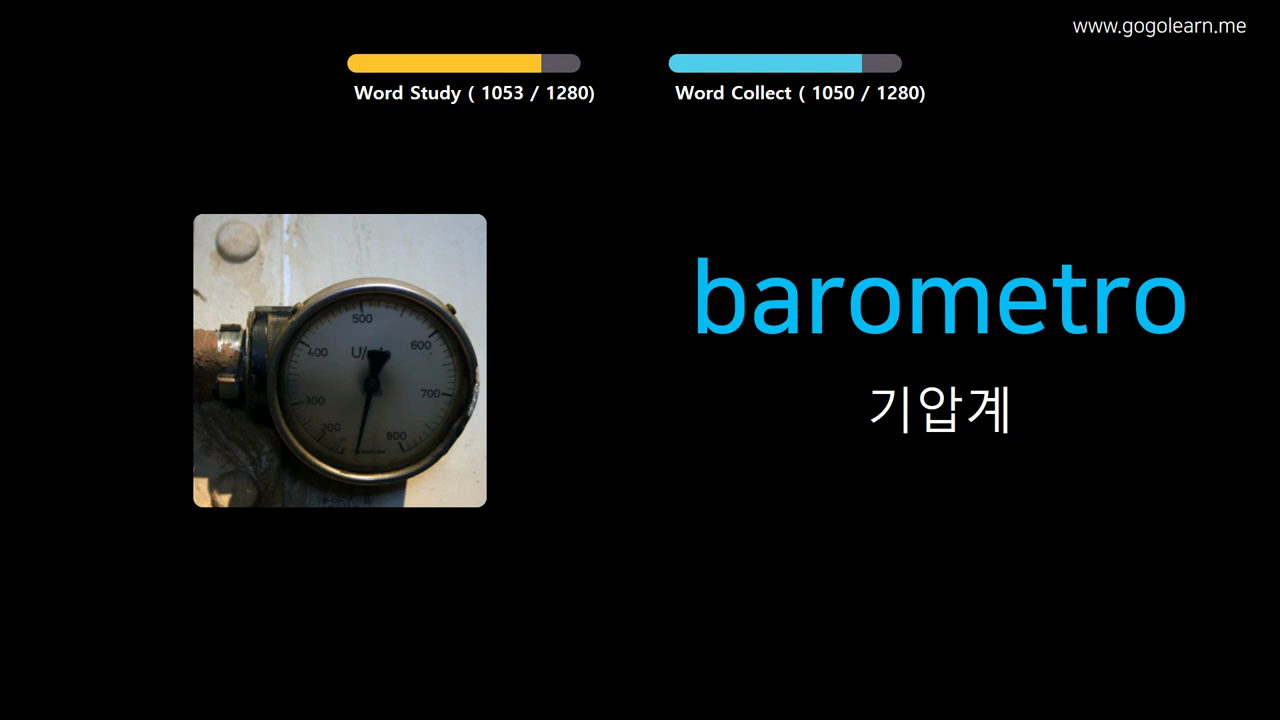 www.gogolearn.me
Word Study ( 1053 / 1280)
Word Collect ( 1050 / 1280)
barometro
기압계
500
400
600
300
700
200
800